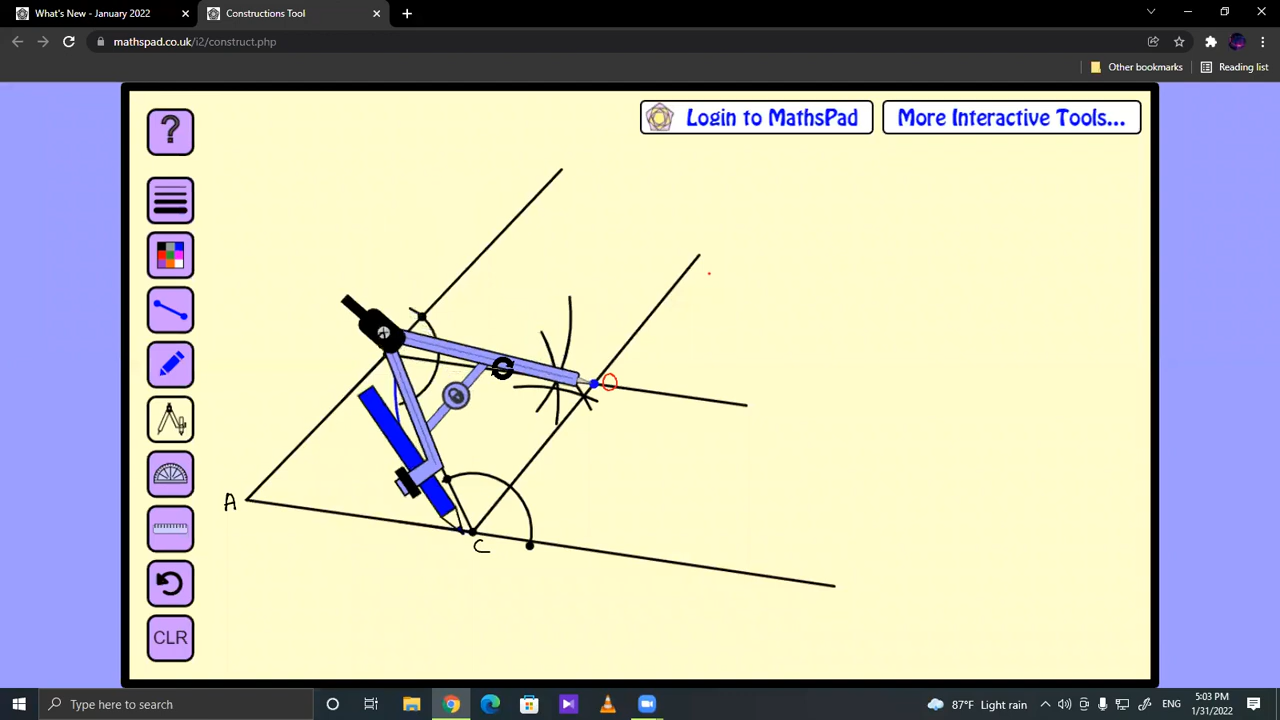 What's New - January 2022
Constructions Tool
mathspad.co.uk/i2/construct.php
Other bookmarks
Reading list
?
Login to MathsPad
More Interactive Tools...
A
C
O
CLR
Type here to search
87°F Light rain
ENG
5:03 PM
1/31/2022